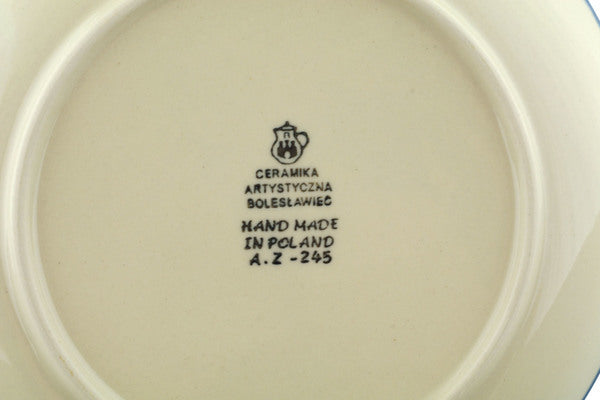 CERAMIKA
ARTYSTYCZNA
BOLESŁAWIEC
HAND MADE
IN POLAND
A.Z-245